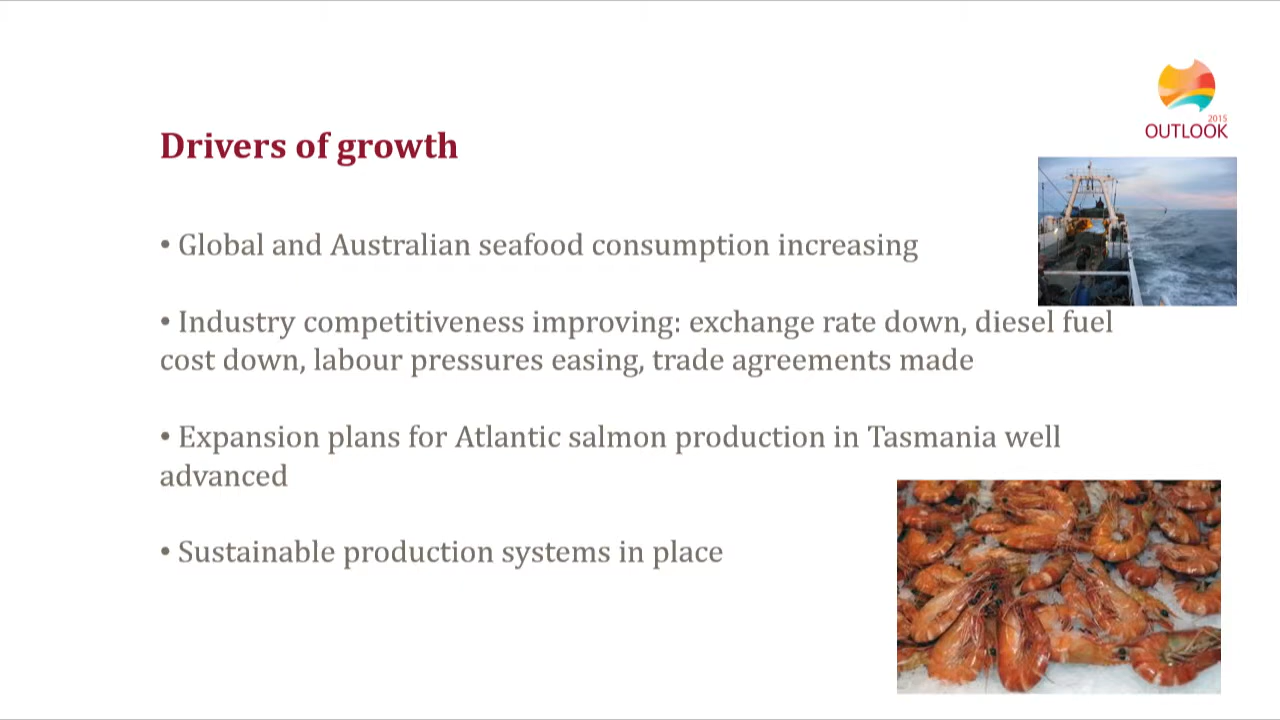 2015
OUTLOOK
Drivers of growth
• Global and Australian seafood consumption increasing
• Industry competitiveness improving: exchange rate down, diesel fuel
cost down, labour pressures easing, trade agreements made
• Expansion plans for Atlantic salmon production in Tasmania well
advanced
• Sustainable production systems in place